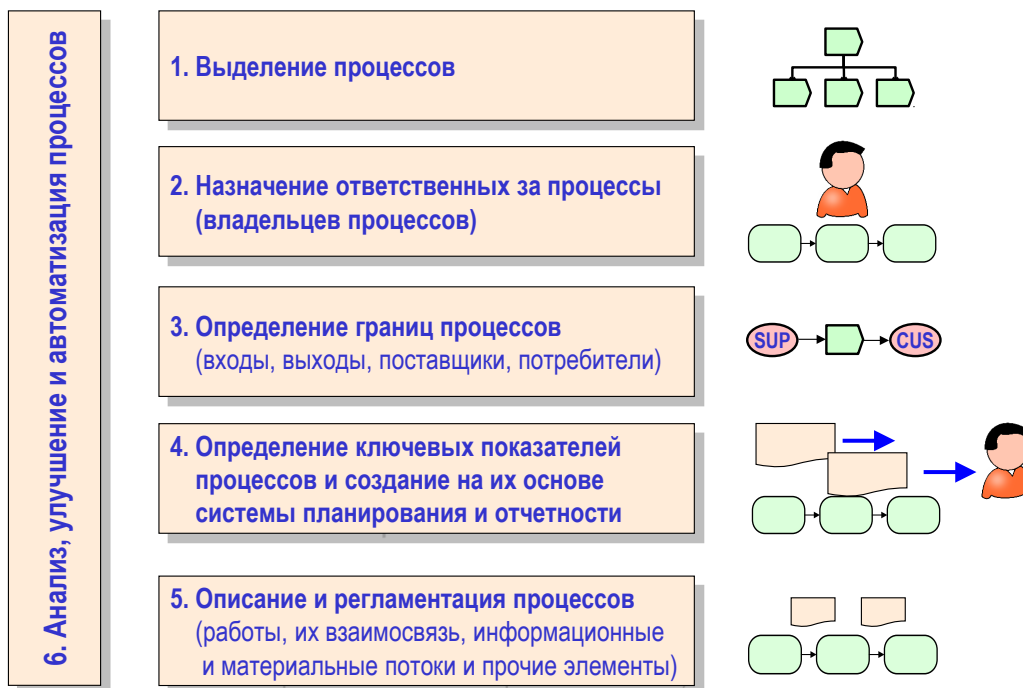 6. Анализ, улучшение и автоматизация процессов
1. Выделение процессов
2. Назначение ответственных за процессы
(владельцев процессов)
3. Определение границ процессов
(входы, выходы, поставщики, потребители)
SUP
CUS
4. Определение ключевых показателей
процессов и создание на их основе
системы планирования и отчетности
5. Описание и регламентация процессов
(работы, их взаимосвязь, информационные
и материальные потоки и прочие элементы)